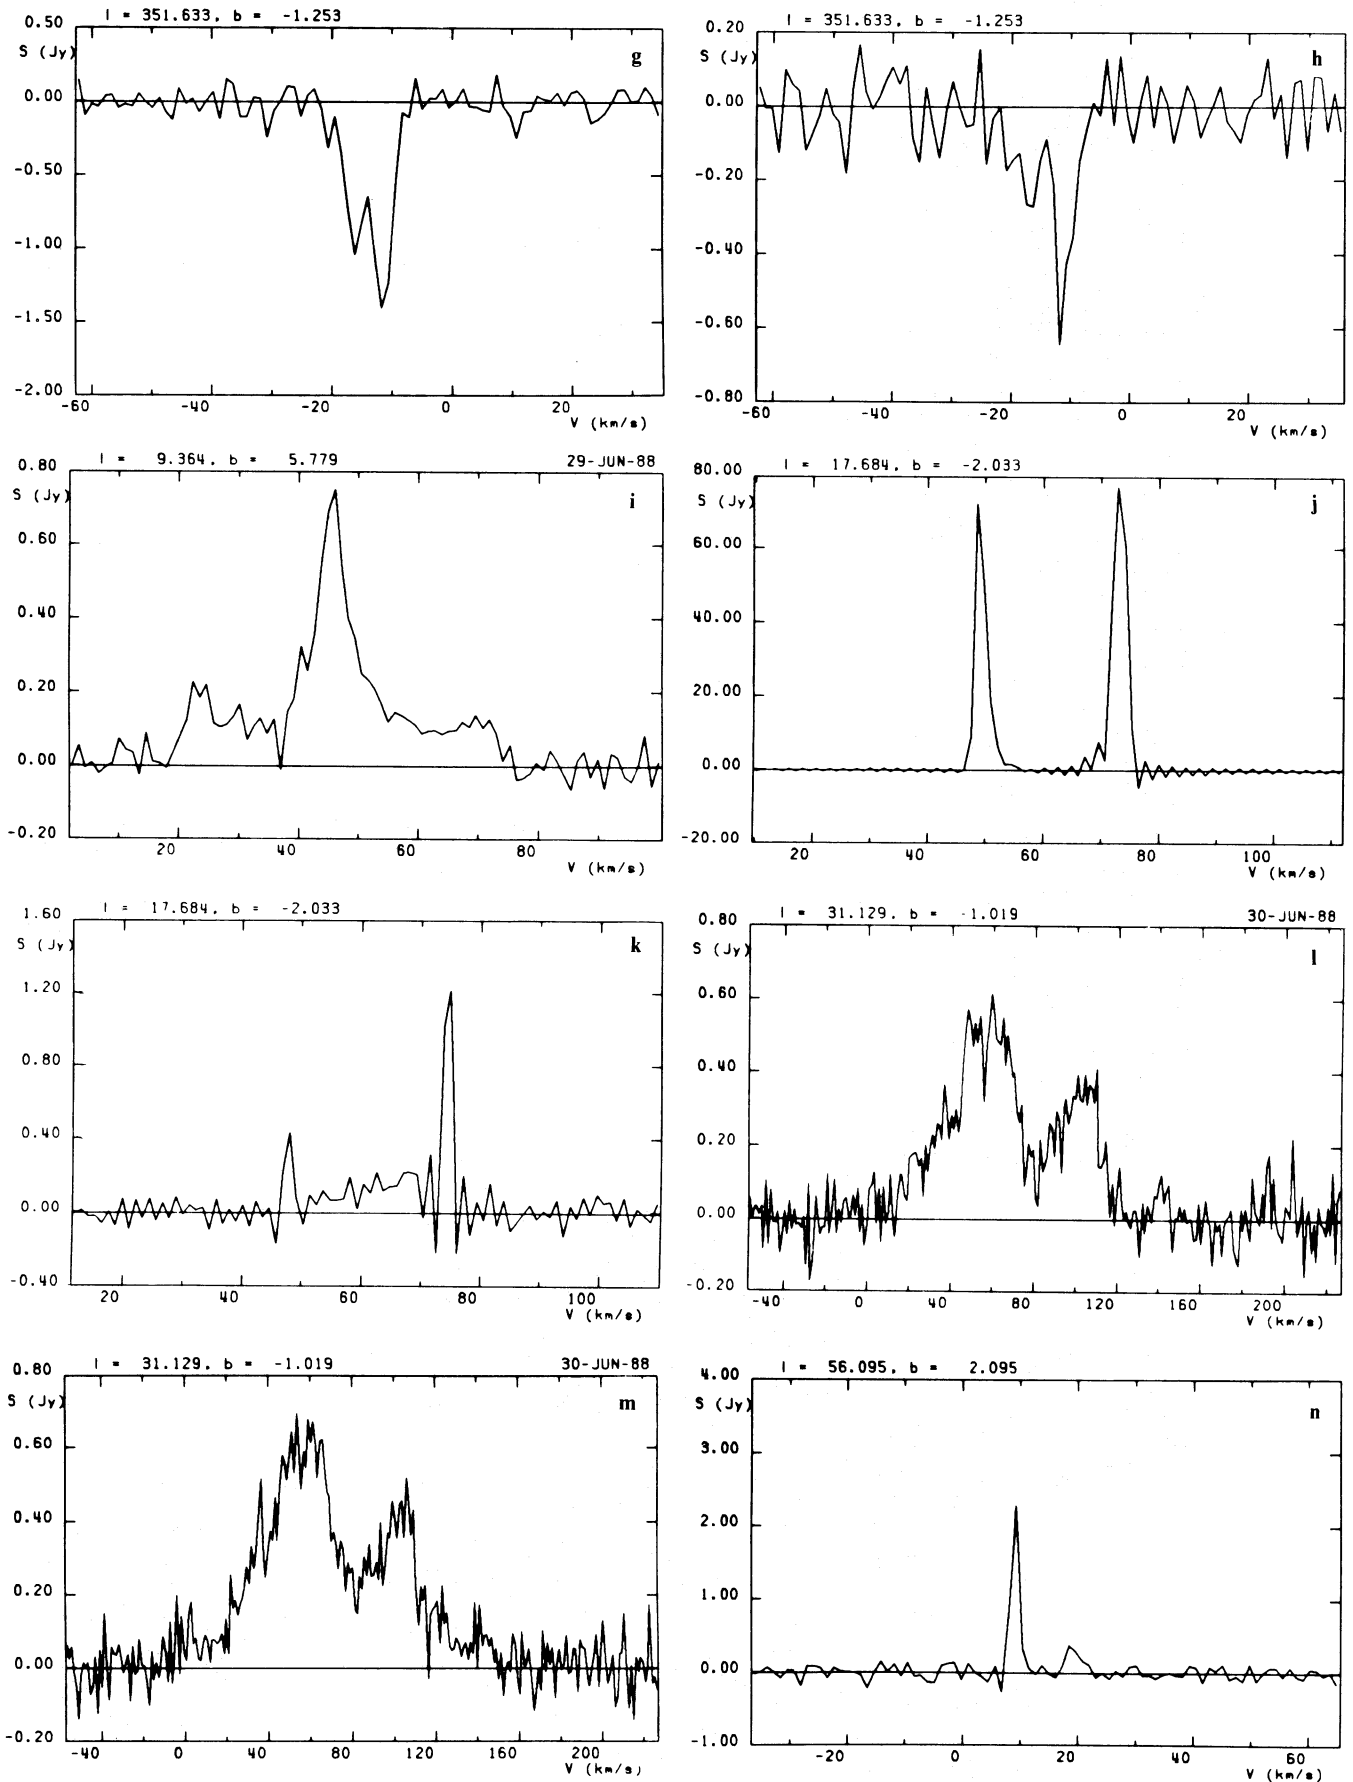 l = 351.633, b = -1.253
0.50
S (Jy)
g
0.00
-0.50
-1.00
-1.50
-2.00
-60 -40 -20 0 20
V (km/s)
l = 351.633, b = -1.253
0.20
S (Jy)
h
0.00
-0.20
-0.40
-0.60
-0.80
-60 -40 -20 0 20
V (km/s)
l = 9.364, b = 5.779 29-JUN-88
0.80
S (Jy)
i
0.60
0.40
0.20
0.00
-0.20
20 40 60 80
V (km/s)
l = 17.684, b = -2.033
80.00
S (Jy)
j
60.00
40.00
20.00
0.00
-20.00
20 40 60 80 100
V (km/s)
l = 17.684, b = -2.033
1.60
S (Jy)
k
1.20
0.80
0.40
0.00
-0.40
20 40 60 80 100
V (km/s)
l = 31.129, b = -1.019 30-JUN-88
0.80
S (Jy)
l
0.60
0.40
0.20
0.00
-0.20
-40 0 40 80 120 160 200
V (km/s)
l = 31.129, b = -1.019 30-JUN-88
0.80
S (Jy)
m
0.60
0.40
0.20
0.00
-0.20
-40 0 40 80 120 160 200
V (km/s)
l = 56.095, b = 2.095
4.00
S (Jy)
n
3.00
2.00
1.00
0.00
-1.00
-20 0 20 40 60
V (km/s)